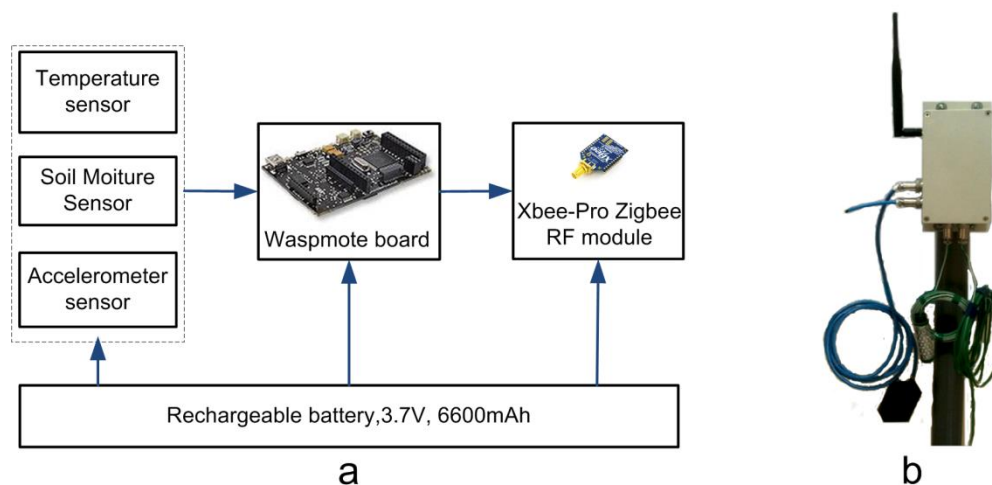 Temperature
sensor
Soil Moiture
Sensor
Accelerometer
sensor
Waspmote board
Xbee-Pro Zigbee
RF module
Rechargeable battery,3.7V, 6600mAh
a
b